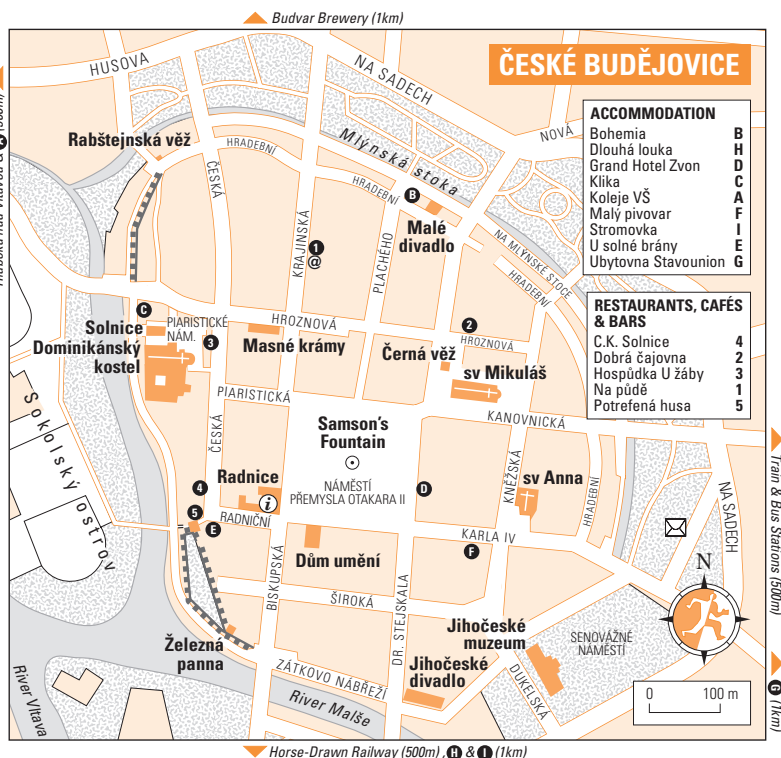 Budvar Brewery (1km)
ČESKÉ BUDĚJOVICE
HUSOVA
NA SADECH
NOVÁ
ACCOMMODATION
Bohemia B
Dlouhá louka H
Grand Hotel Zvon D
Klika C
Koleje VŠ A
Malý pivovar F
Stromovka I
U solné brány E
Ubytovna Stavounion G
RESTAURANTS, CAFÉS
& BARS
C.K. Solnice 4
Dobrá čajovna 2
Hospůdka U žáby 3
Na půdě 1
Potrefená husa 5
Rabštejnská věž
HRADEBNÍ
Mlýnská stoka
ČESKÁ
HRADEBNÍ
B
Malé
divadlo
KRAJINSKÁ
1
@
PLACHÉHO
NA MLÝNSKÉ STOCE
HRADEBNÍ
C
Solnice
PIARISTICKÉ
NÁM.
Dominikánský
kostel
3
HROZNOVÁ
Masné krámy
2
HROZNOVÁ
Černá věž
sv Mikuláš
PIARISTICKÁ
KANOVNICKÁ
Samson's
Fountain
ČESKÁ
Sokolský ostrov
Radnice
i
NÁMĚSTÍ
PŘEMYSLA OTAKARA II
D
KNĚŽSKÁ
sv Anna
HRADEBNÍ
NA SADECH
Train & Bus Stations (500m)
4
5
E
RADNIČNÍ
Dům umění
KARLA IV
F
BISKUPSKÁ
ŠIROKÁ
DR. STEJSKALA
N
Železná
panna
Jihočeské
muzeum
SENOVÁŽNÉ
NÁMĚSTÍ
Jihočeské
divadlo
DUKELSKÁ
ZÁTKOVO NÁBŘEŽÍ
River Malše
River Vltava
0 100 m
G (1km)
Horse-Drawn Railway (500m), H & I (1km)